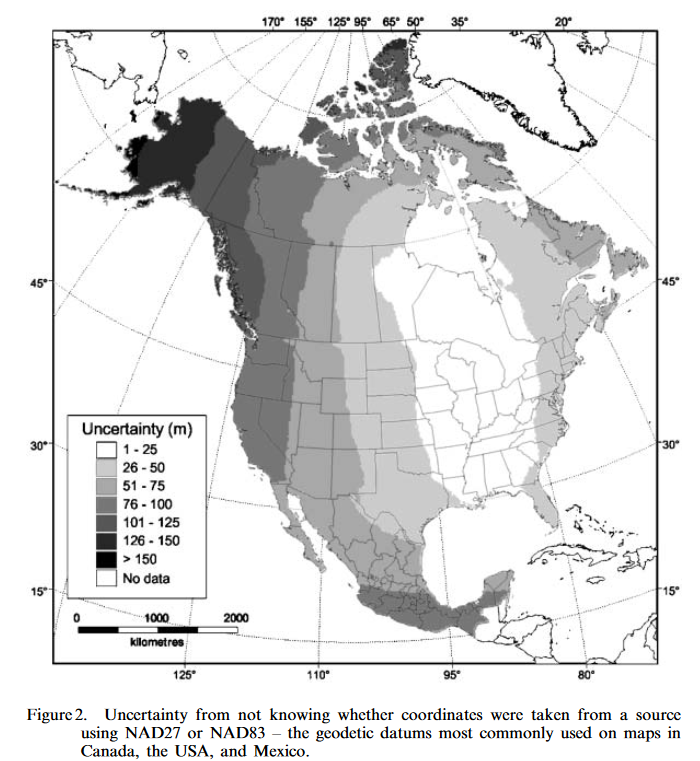 170° 155° 125° 95° 65° 50° 35° 20°
45° 45°
30° 30°
15° 15°
Uncertainty (m)
1 - 25
26 - 50
51 - 75
76 - 100
101 - 125
126 - 150
> 150
No data
0 1000 2000
kilometres
125° 110° 95° 80°
Figure 2. Uncertainty from not knowing whether coordinates were taken from a source
using NAD27 or NAD83 – the geodetic datums most commonly used on maps in
Canada, the USA, and Mexico.